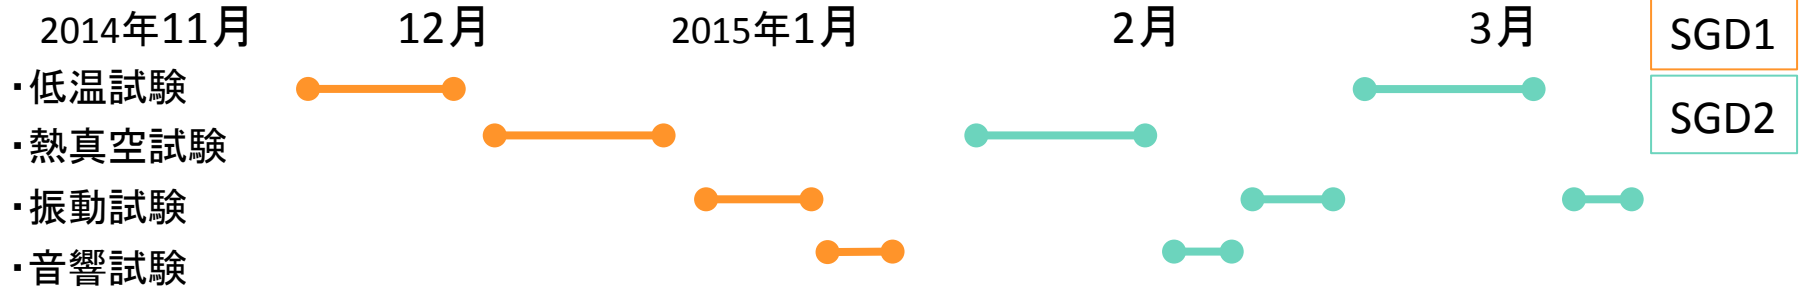 2014年11月 12月 2015年1月 2月 3月
SGD1
・低温試験
SGD2
・熱真空試験
・振動試験
・音響試験